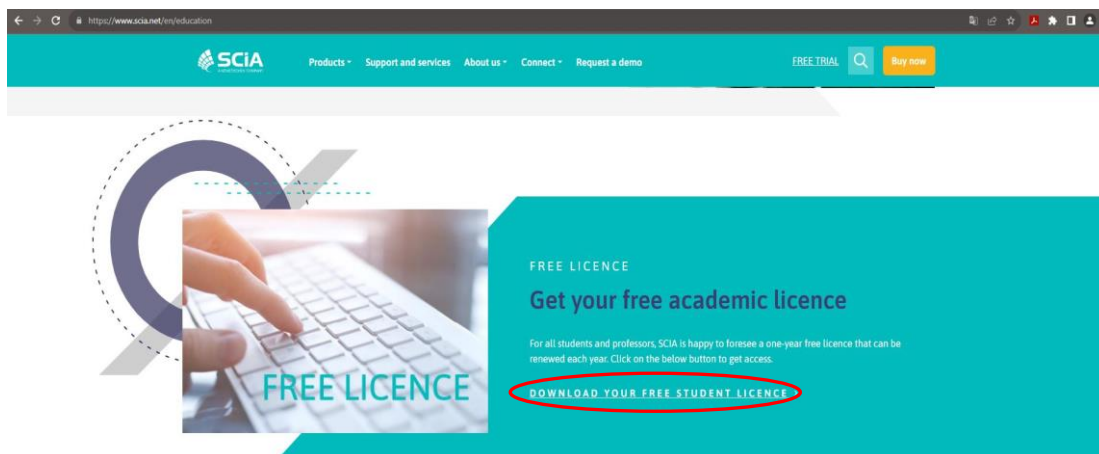 https://www.scia.net/en/education
SCiA
Products
Support and services
About us
Connect
Request a demo
FREE TRIAL
Buy now
FREE LICENCE
Get your free academic licence
For all students and professors, SCIA is happy to foresee a one-year free licence that can be
renewed each year. Click on the below button to get access.
DOWNLOAD YOUR FREE STUDENT LICENCE
FREE LICENCE